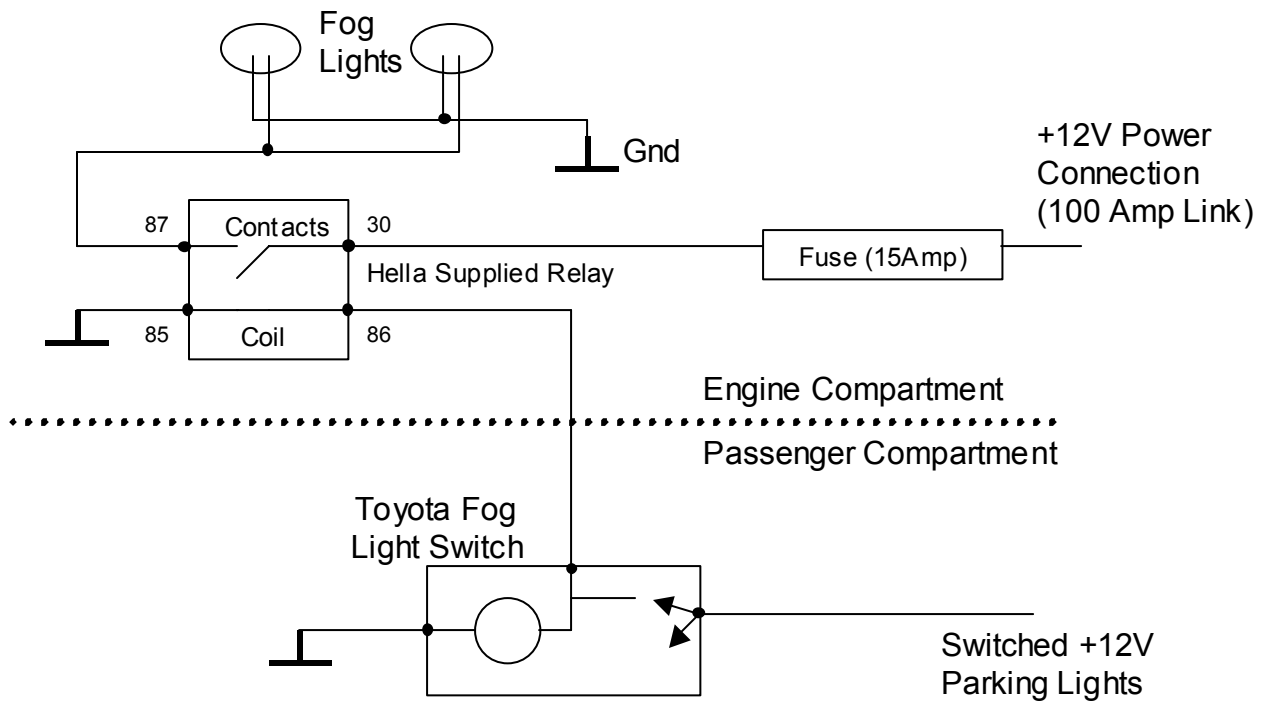 Fog
Lights
Gnd
+12V Power
Connection
(100 Amp Link)
87
Contacts
30
Fuse (15Amp)
Hella Supplied Relay
85
Coil
86
Engine Compartment
Passenger Compartment
Toyota Fog
Light Switch
Switched +12V
Parking Lights